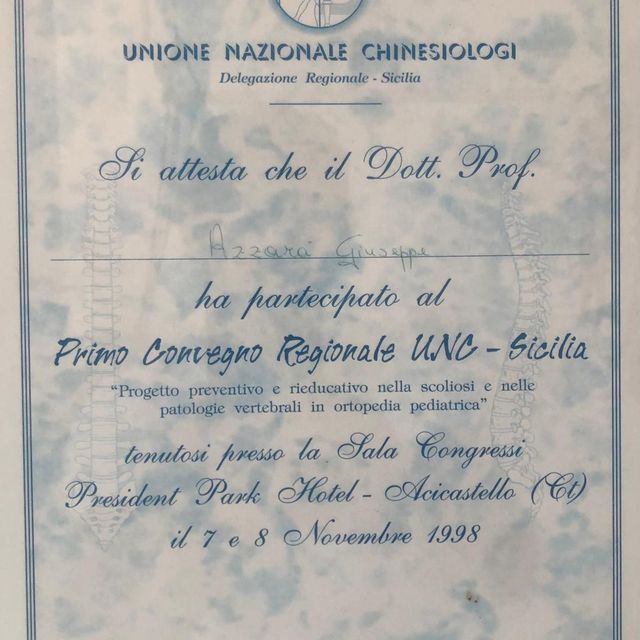 UNIONE NAZIONALE CHINESIOLOGI
Delegazione Regionale - Sicilia
Si attesta che il Dott. Prof.
Azzarà Giuseppe
ha partecipato al
Primo Convegno Regionale UNC - Sicilia
"Progetto preventivo e rieducativo nella scoliosi e nelle
patologie vertebrali in ortopedia pediatrica"
tenutosi presso la Sala Congressi
President Park Hotel - Acicastello (Ct)
il 7 e 8 Novembre 1998